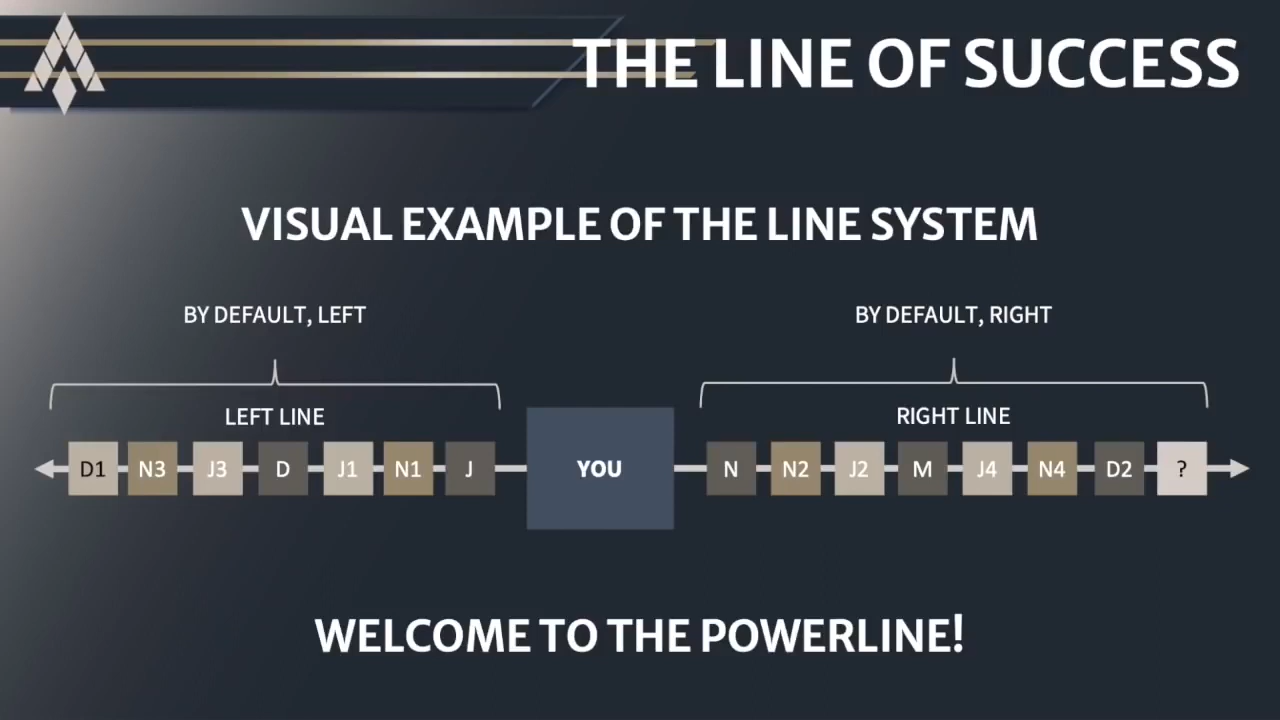 THE LINE OF SUCCESS
VISUAL EXAMPLE OF THE LINE SYSTEM
BY DEFAULT, LEFT
BY DEFAULT, RIGHT
LEFT LINE
RIGHT LINE
D1 N3 J3 D J1 N1 J YOU N N2 J2 M J4 N4 D2 ?
WELCOME TO THE POWERLINE!